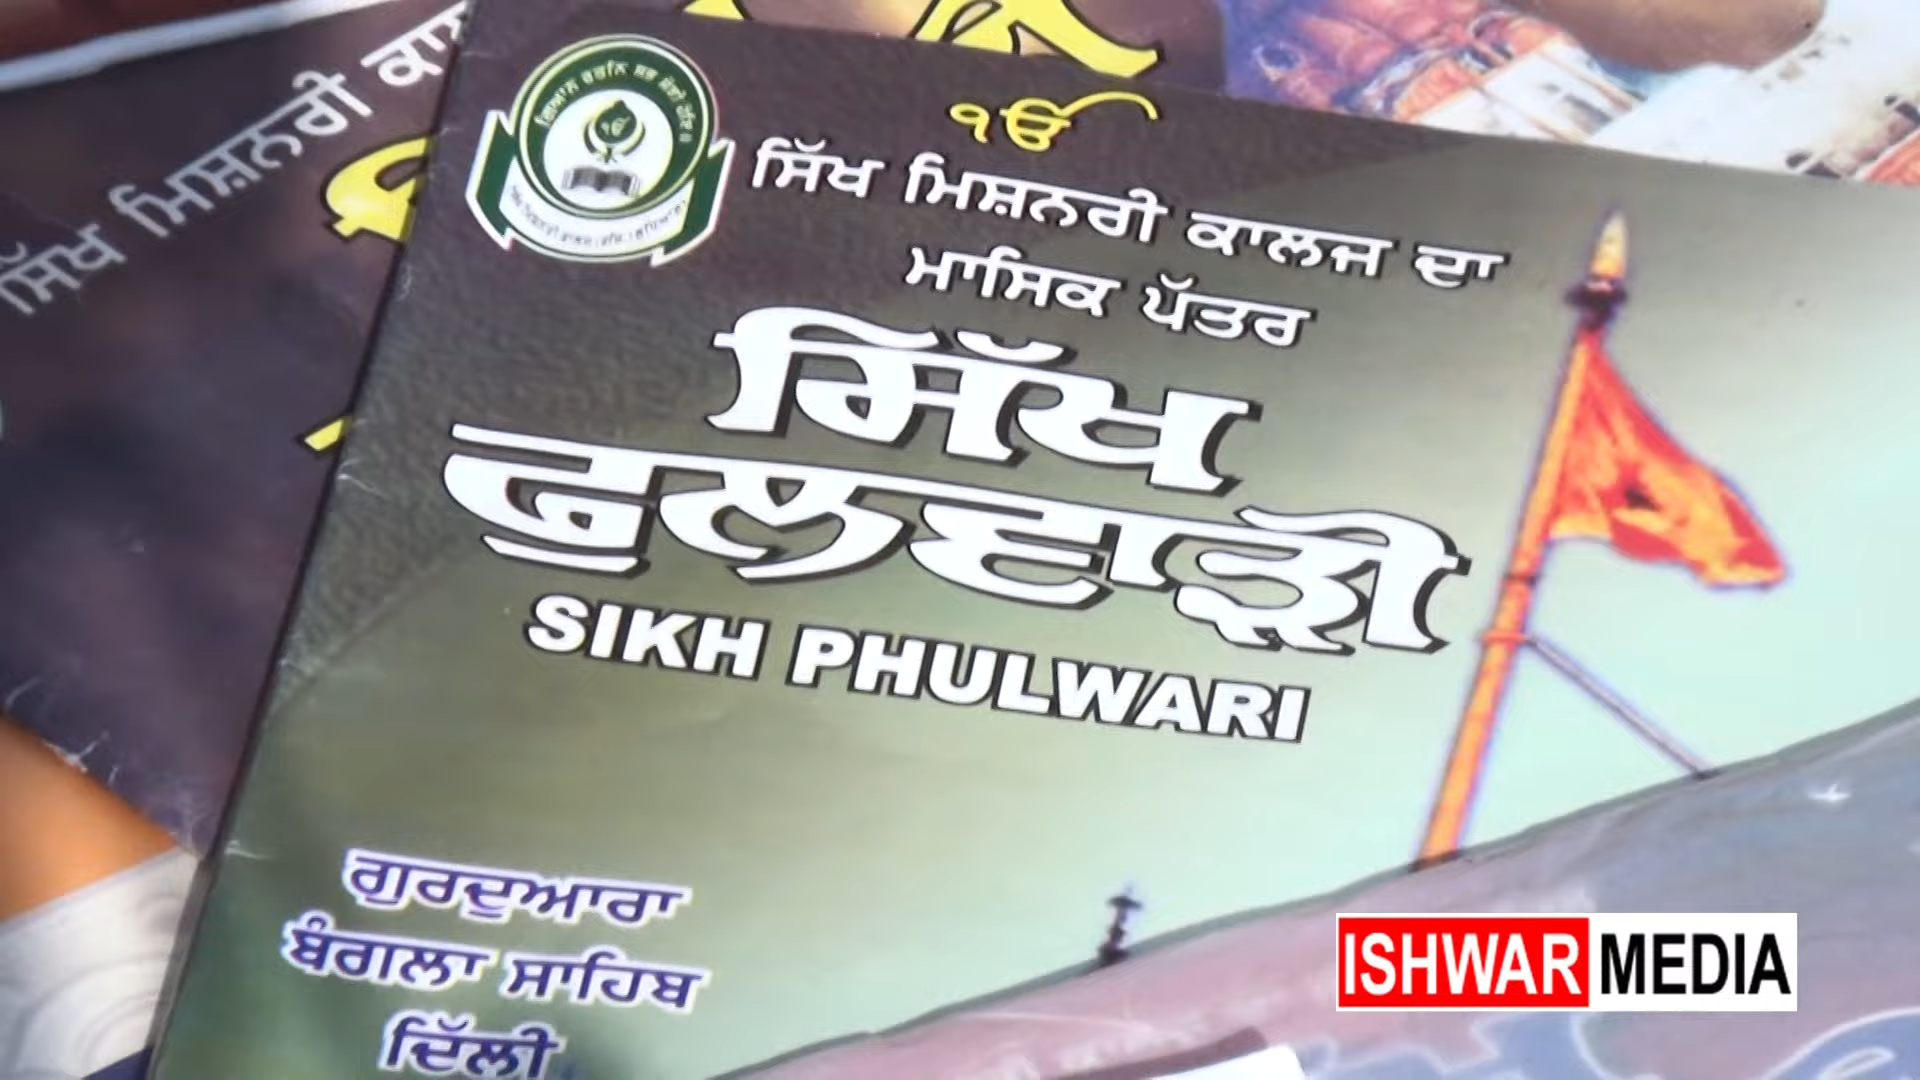 ਸਿੱਖ ਮਿਸ਼ਨਰੀ ਕਾਲ
ੴ
ਸਿੱਖ ਮਿਸ਼ਨਰੀ ਕਾਲਜ ਦਾ
ਮਾਸਿਕ ਪੱਤਰ
ਸਿੱਖ
ਫੁਲਵਾੜੀ
SIKH PHULWARI
ਗੁਰਦੁਆਰਾ
ਬੰਗਲਾ ਸਾਹਿਬ
ਦਿੱਲੀ
ISHWAR MEDIA